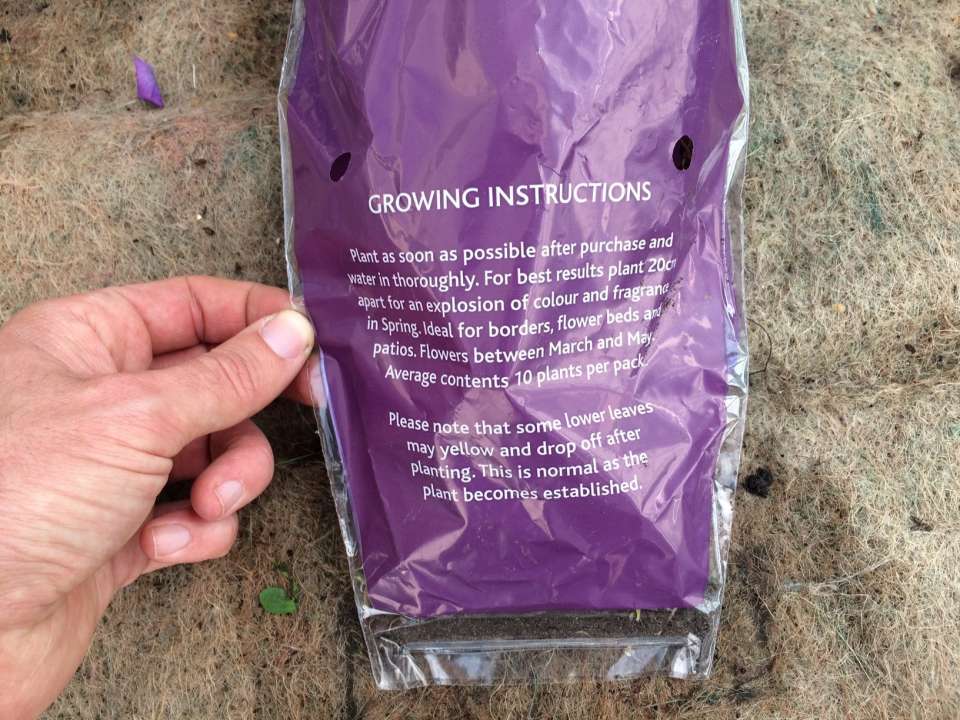 GROWING INSTRUCTIONS
Plant as soon as possible after purchase and
water in thoroughly. For best results plant 20cm
apart for an explosion of colour and fragrance
in Spring. Ideal for borders, flower beds and
patios. Flowers between March and May.
Average contents 10 plants per pack.
Please note that some lower leaves
may yellow and drop off after
planting. This is normal as the
plant becomes established.